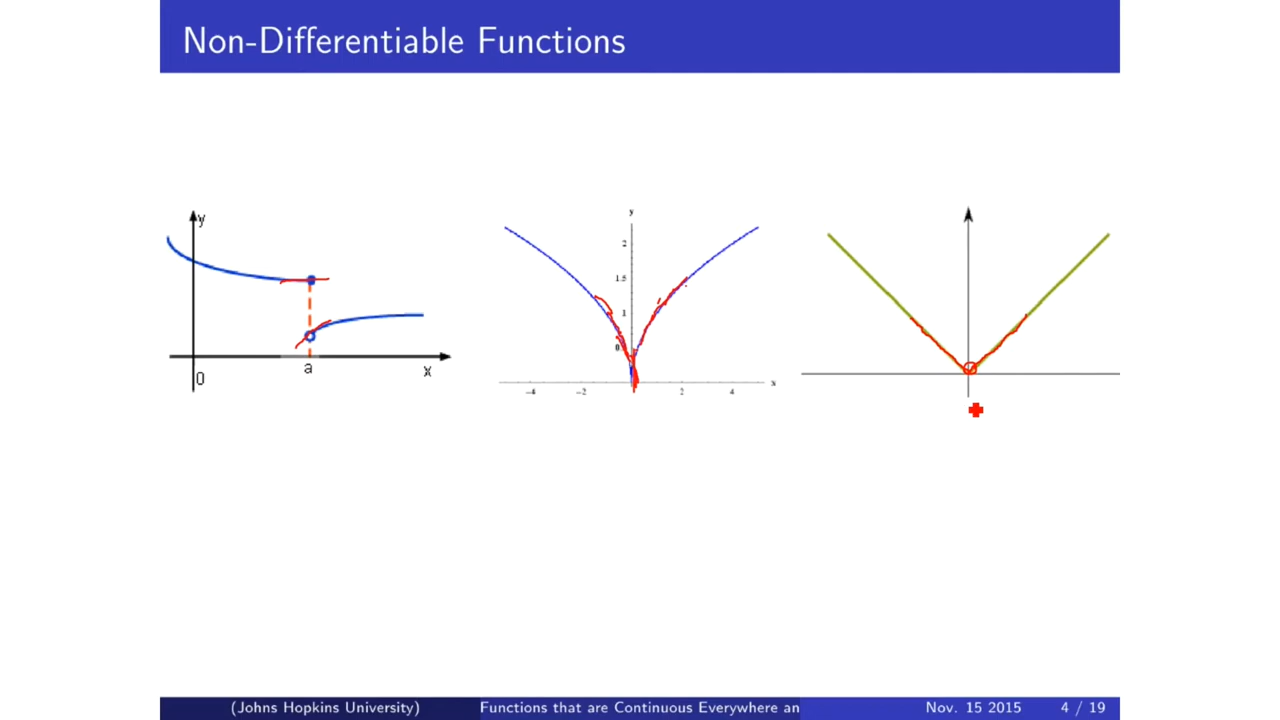 Non-Differentiable Functions
y
0
a
x
y
2
1.5
1
0
-4
-2
2
4
x
(Johns Hopkins University)
Functions that are Continuous Everywhere an
Nov. 15 2015
4 / 19